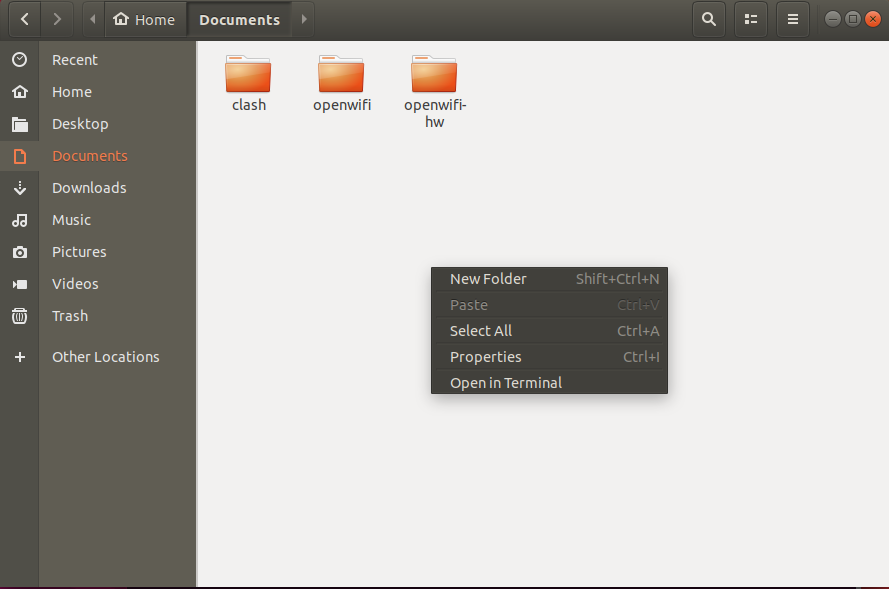 Home Documents
Recent
Home
Desktop
Documents
Downloads
Music
Pictures
Videos
Trash
Other Locations
clash
openwifi
openwifi-
hw
New Folder Shift+Ctrl+N
Paste Ctrl+V
Select All Ctrl+A
Properties Ctrl+I
Open in Terminal